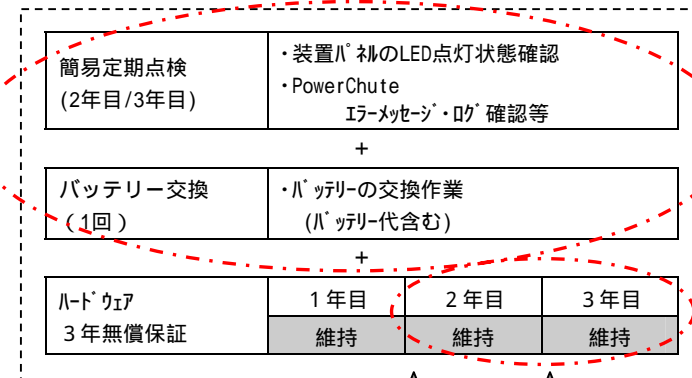 簡易定期点検
(2年目/3年目)
・装置ﾊﾟﾈﾙのLED点灯状態確認
・PowerChute
ｴﾗｰﾒｯｾｰｼﾞ・ﾛｸﾞ確認等
+
バッテリー交換
(1回)
・ﾊﾞｯﾃﾘｰの交換作業
(ﾊﾞｯﾃﾘｰ代含む)
+
ﾊｰﾄﾞｳｪｱ
3年無償保証
1年目 2年目 3年目
維持 維持 維持